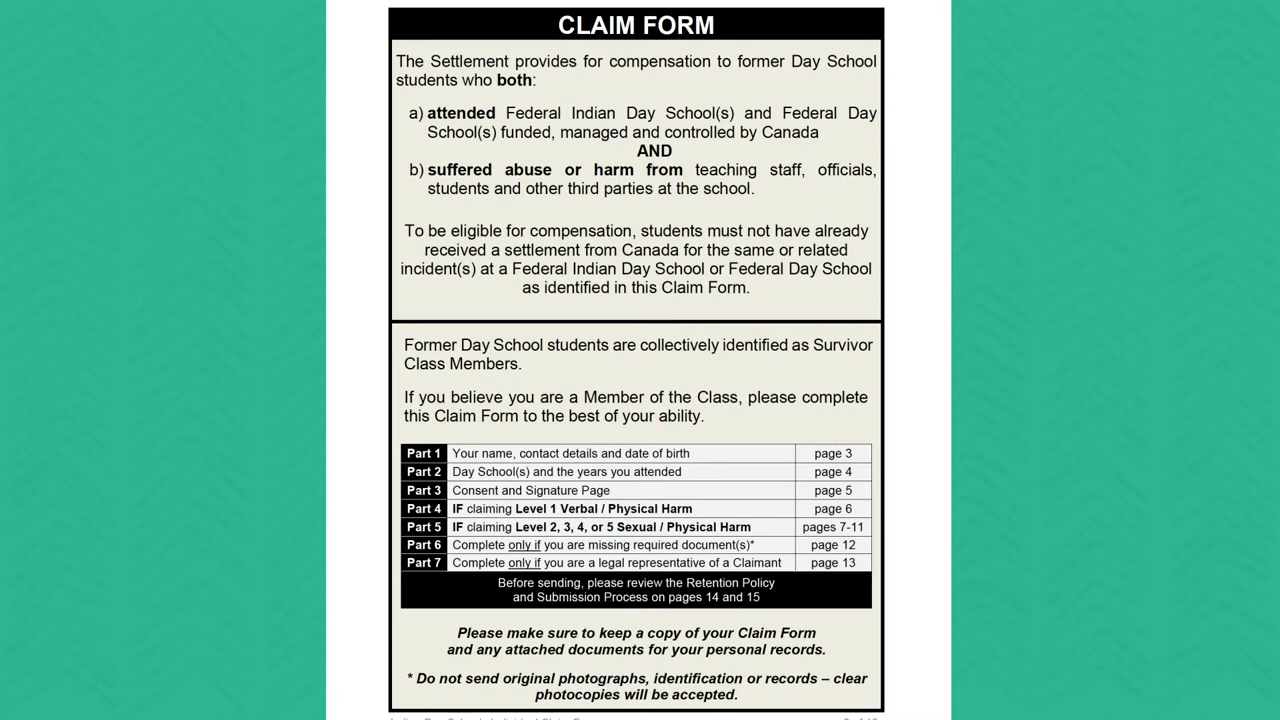 CLAIM FORM
The Settlement provides for compensation to former Day School
students who both:
a) attended Federal Indian Day School(s) and Federal Day
School(s) funded, managed and controlled by Canada
AND
b) suffered abuse or harm from teaching staff, officials,
students and other third parties at the school.
To be eligible for compensation, students must not have already
received a settlement from Canada for the same or related
incident(s) at a Federal Indian Day School or Federal Day School
as identified in this Claim Form.
Former Day School students are collectively identified as Survivor
Class Members.
If you believe you are a Member of the Class, please complete
this Claim Form to the best of your ability.
Part 1 Your name, contact details and date of birth page 3
Part 2 Day School(s) and the years you attended page 4
Part 3 Consent and Signature Page page 5
Part 4 IF claiming Level 1 Verbal / Physical Harm page 6
Part 5 IF claiming Level 2, 3, 4, or 5 Sexual / Physical Harm pages 7-11
Part 6 Complete only if you are missing required document(s)* page 12
Part 7 Complete only if you are a legal representative of a Claimant page 13
Before sending, please review the Retention Policy
and Submission Process on pages 14 and 15
Please make sure to keep a copy of your Claim Form
and any attached documents for your personal records.
* Do not send original photographs, identification or records – clear
photocopies will be accepted.